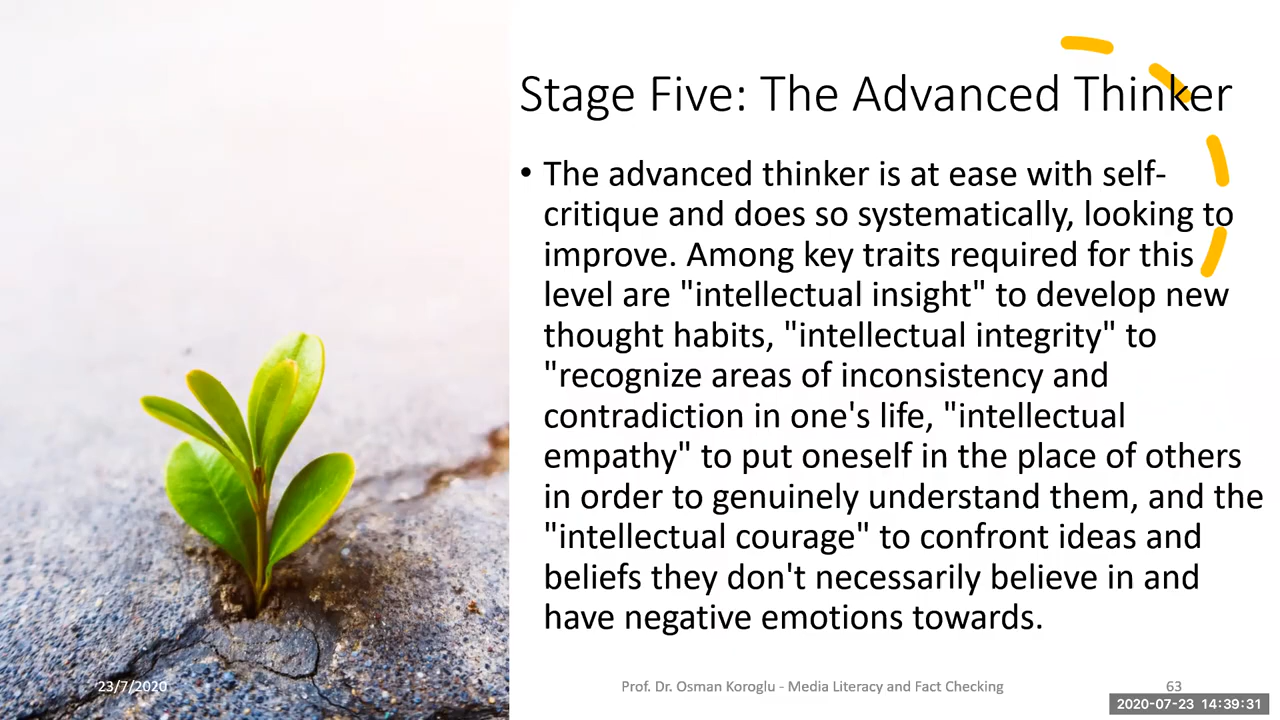 Stage Five: The Advanced Thinker
• The advanced thinker is at ease with self-
critique and does so systematically, looking to
improve. Among key traits required for this
level are "intellectual insight" to develop new
thought habits, "intellectual integrity" to
"recognize areas of inconsistency and
contradiction in one's life, "intellectual
empathy" to put oneself in the place of others
in order to genuinely understand them, and the
"intellectual courage" to confront ideas and
beliefs they don't necessarily believe in and
have negative emotions towards.
23/7/2020
Prof. Dr. Osman Koroglu - Media Literacy and Fact Checking
63
2020-07-23 14:39:31